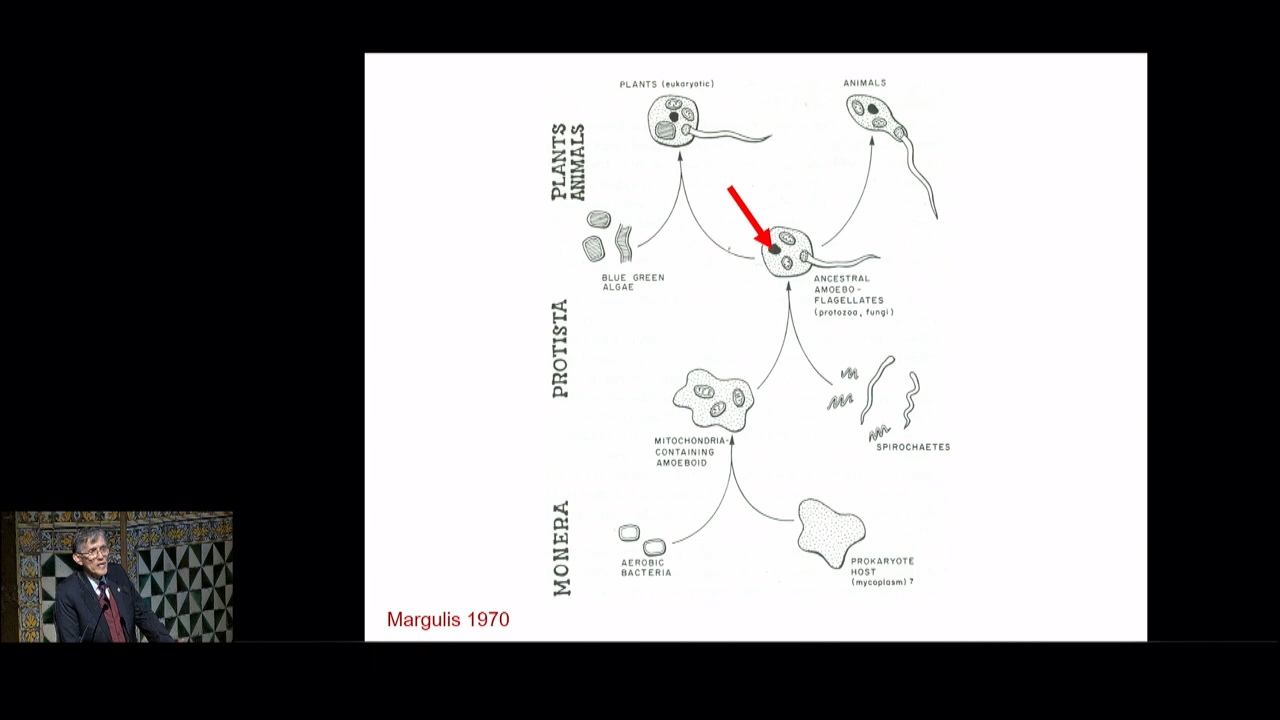 PLANTS (eukaryotic)
ANIMALS
PLANTS
ANIMALS
BLUE GREEN
ALGAE
ANCESTRAL
AMOEBO-
FLAGELLATES
(protozoa, fungi)
PROTISTA
MITOCHONDRIA-
CONTAINING
AMOEBOID
SPIROCHAETES
MONERA
AEROBIC
BACTERIA
PROKARYOTE
HOST
(mycoplasm) ?
Margulis 1970